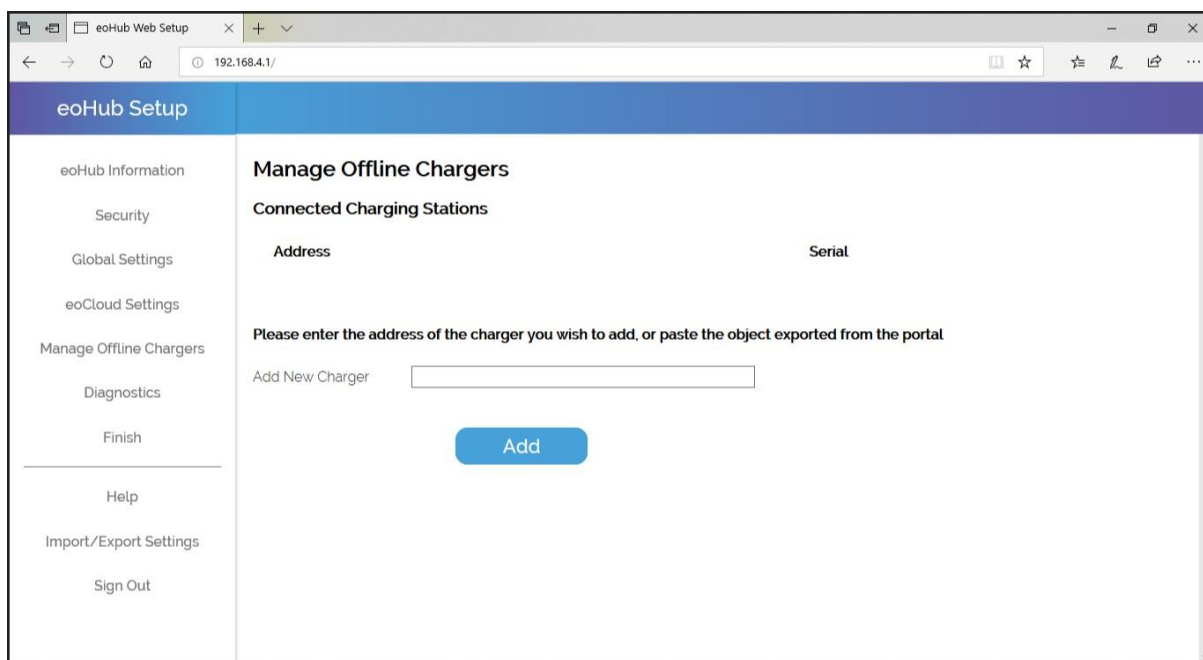 eoHub Web Setup
192.168.4.1/
eoHub Setup
eoHub Information
Security
Global Settings
eoCloud Settings
Manage Offline Chargers
Diagnostics
Finish
Help
Import/Export Settings
Sign Out
Manage Offline Chargers
Connected Charging Stations
Address Serial
Please enter the address of the charger you wish to add, or paste the object exported from the portal
Add New Charger
Add